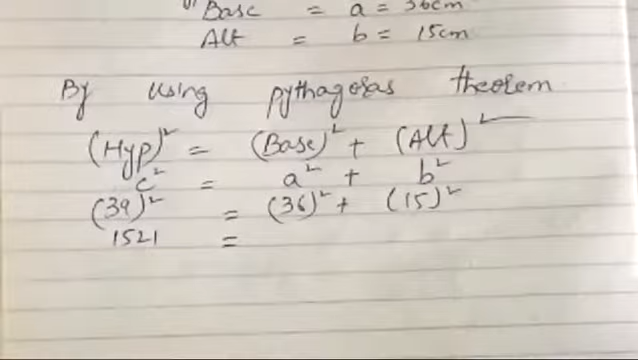 Base = a = 36cm
Alt = b = 15cm
By using pythagoras theorem
(Hyp)² = (Base)² + (Alt)²
c² = a² + b²
(39)² = (36)² + (15)²
1521 =